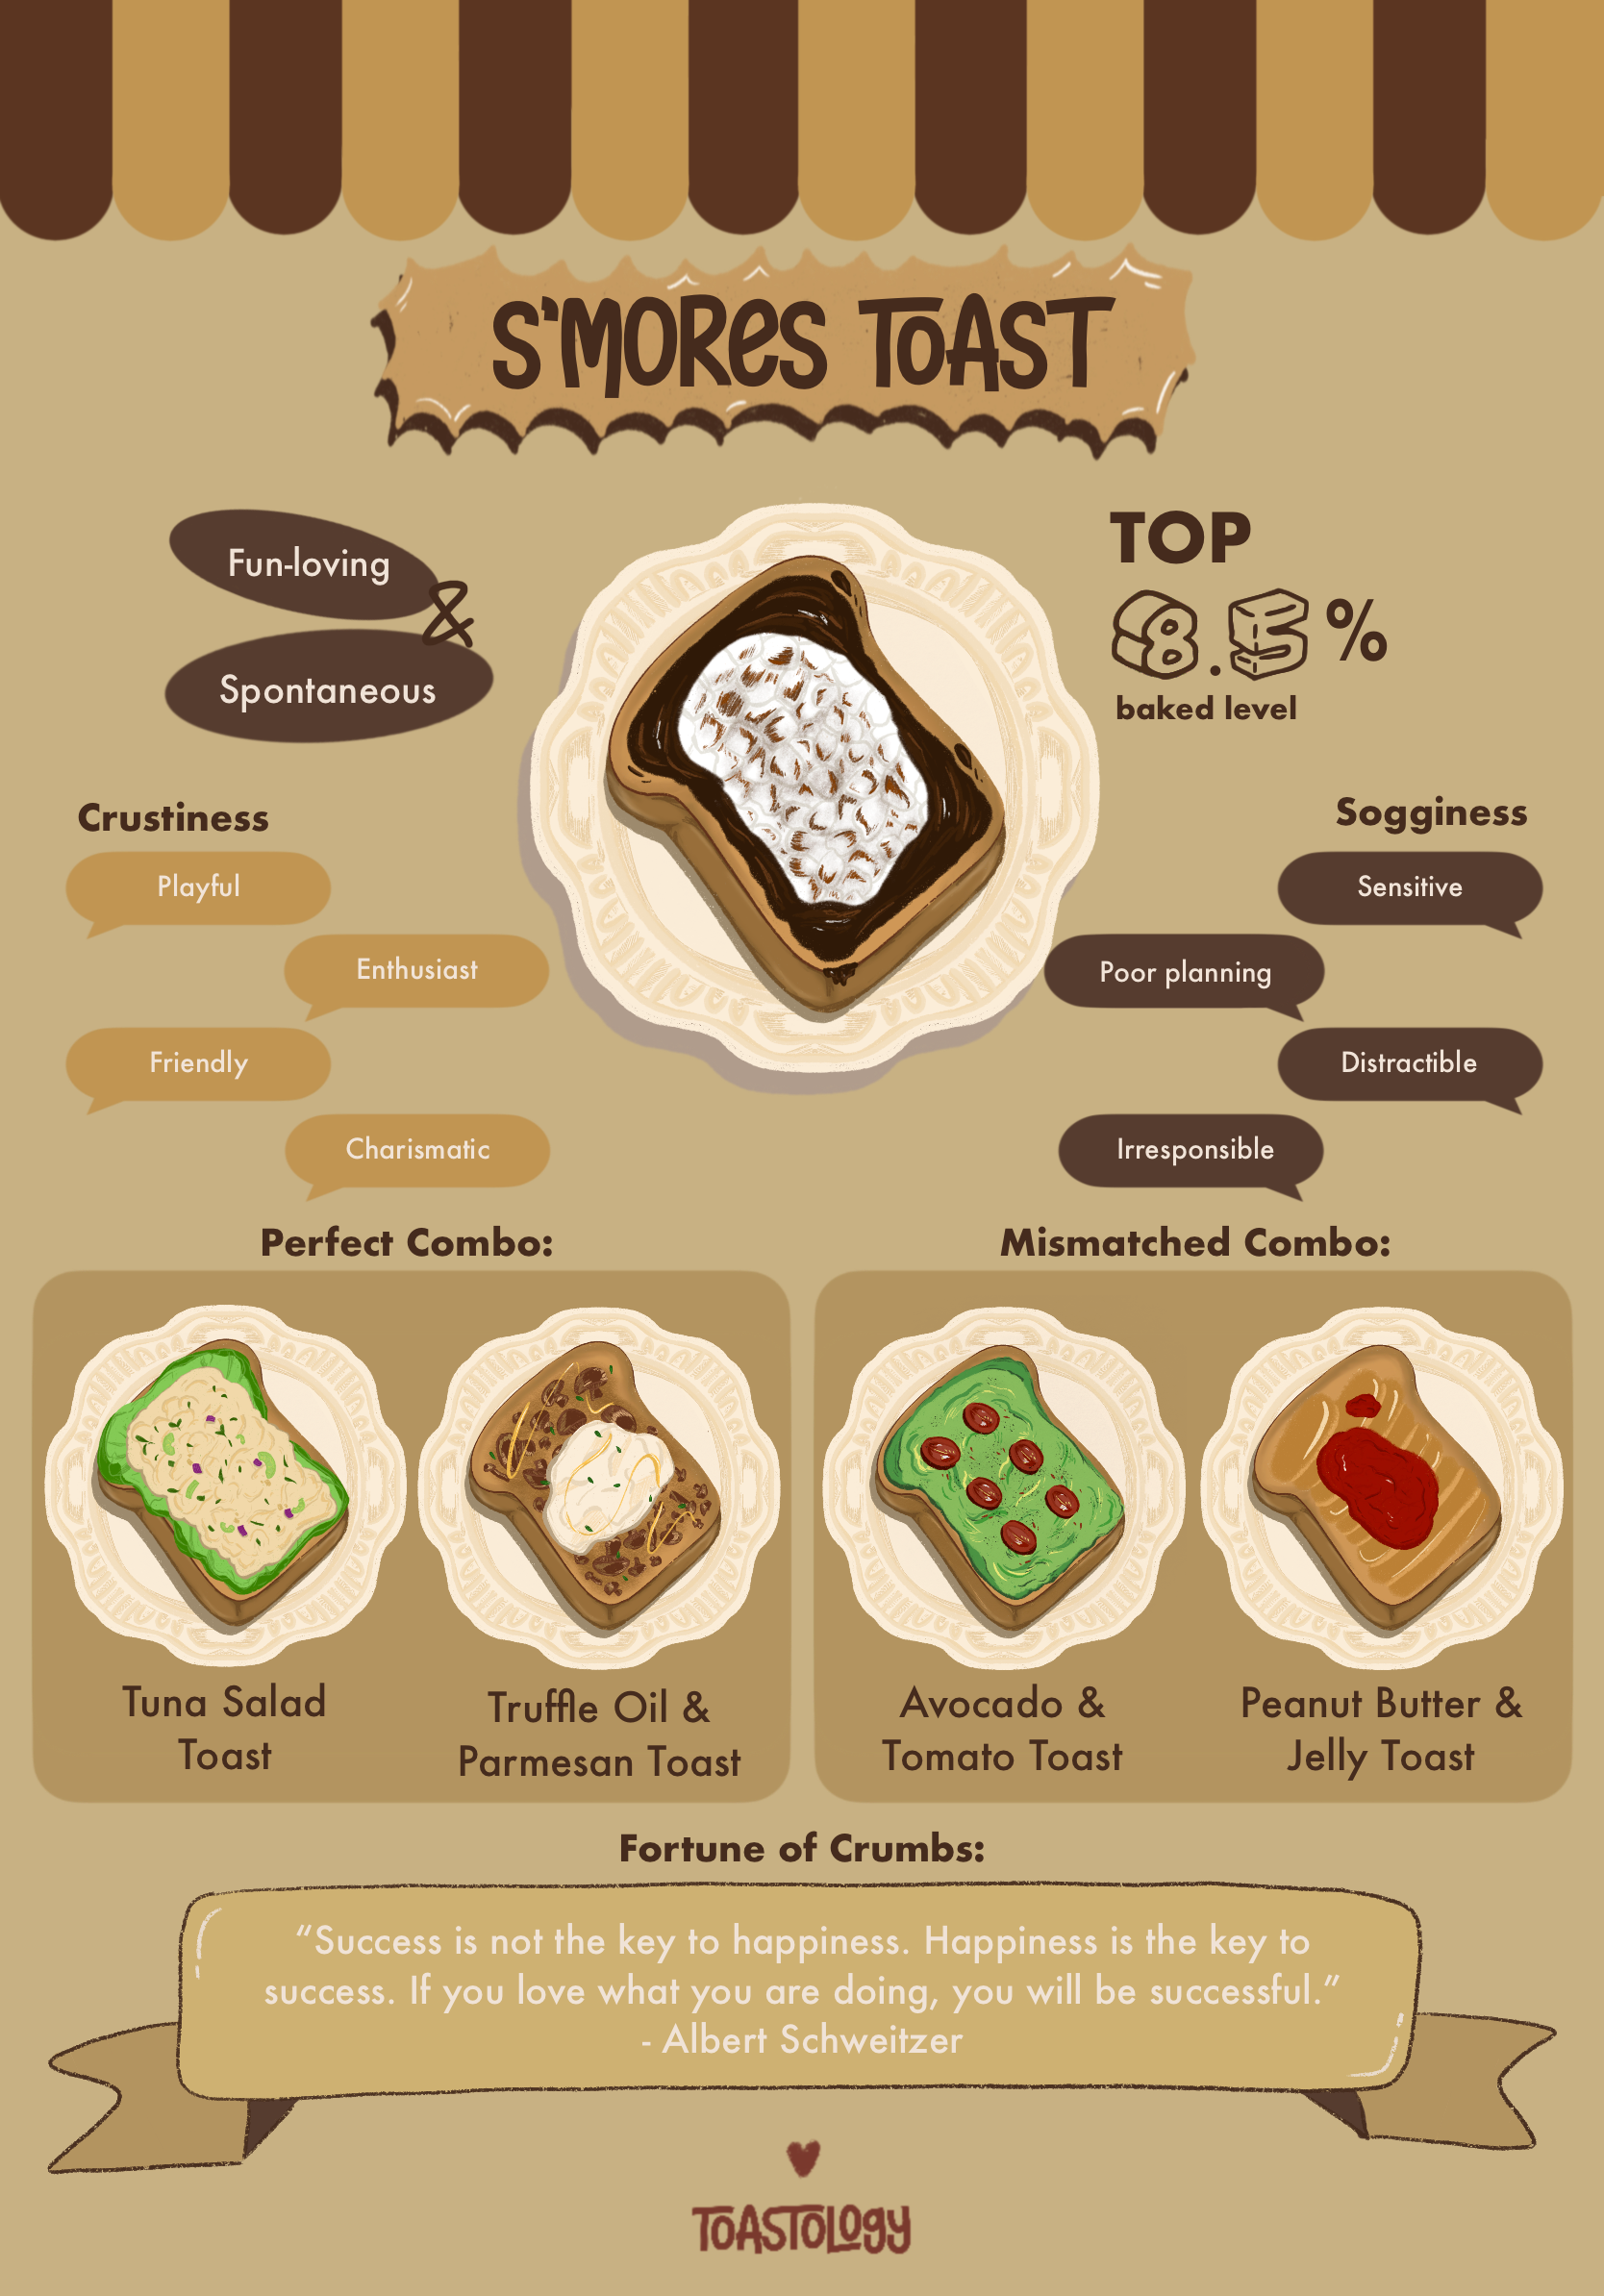 S'MORES TOAST
Fun-loving
&
Spontaneous
TOP
8.5%
baked level
Crustiness
Playful
Enthusiast
Friendly
Charismatic
Sogginess
Sensitive
Poor planning
Distractible
Irresponsible
Perfect Combo:
Tuna Salad
Toast
Truffle Oil &
Parmesan Toast
Mismatched Combo:
Avocado &
Tomato Toast
Peanut Butter &
Jelly Toast
Fortune of Crumbs:
“Success is not the key to happiness. Happiness is the key to
success. If you love what you are doing, you will be successful.”
- Albert Schweitzer
TOASTOLOGY